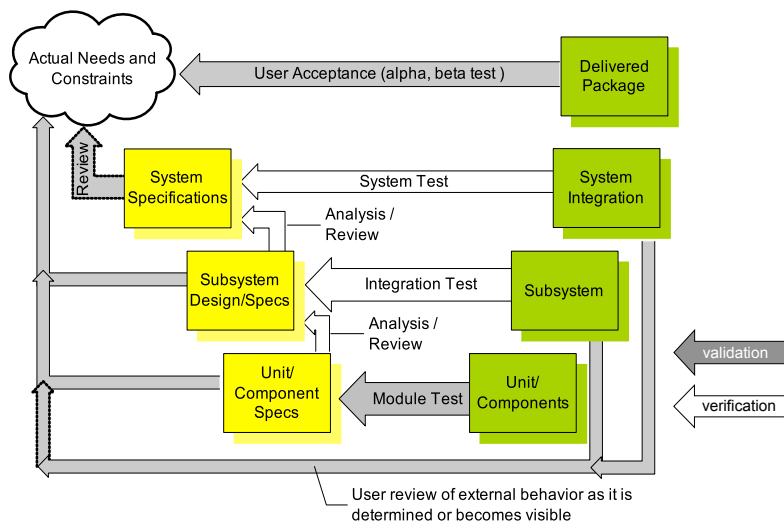 Actual Needs and
Constraints
User Acceptance (alpha, beta test )
Delivered
Package
Review
System
Specifications
System Test
System
Integration
Analysis /
Review
Subsystem
Design/Specs
Integration Test
Subsystem
Analysis /
Review
validation
Unit/
Component
Specs
Module Test
Unit/
Components
verification
User review of external behavior as it is
determined or becomes visible